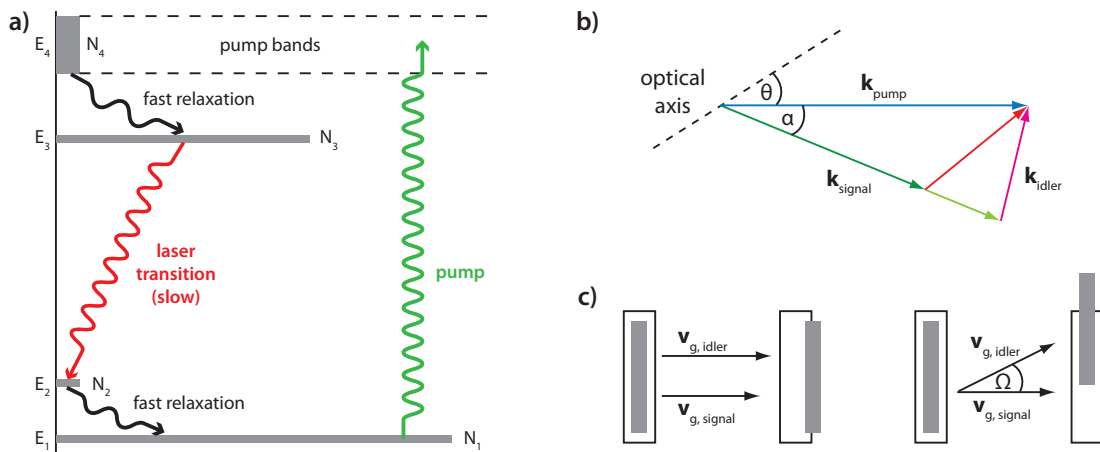 a)
E4
N4
pump bands
fast relaxation
E3
N3
laser
transition
(slow)
pump
E2
N2
fast relaxation
E1
N1
b)
optical
axis
θ
kpump
α
ksignal
kidler
c)
vg, idler
vg, signal
vg, idler
Ω
vg, signal